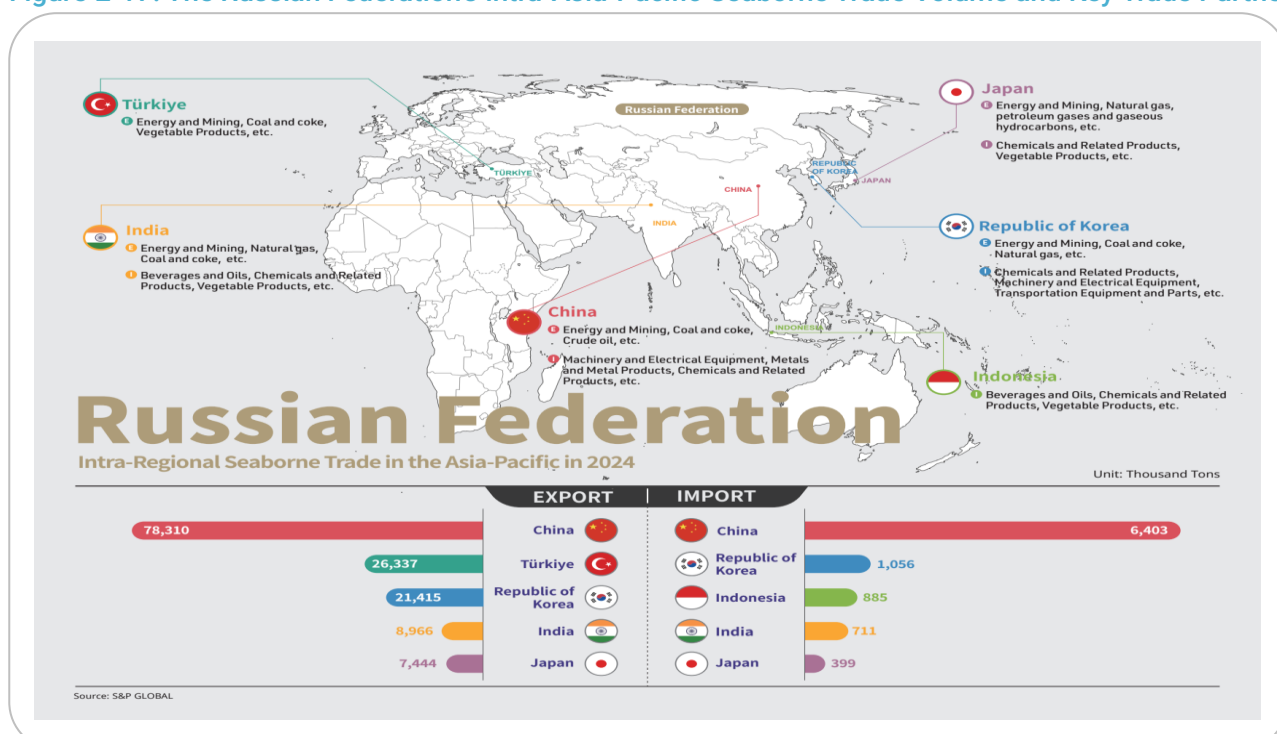 Türkiye
E Energy and Mining, Coal and coke,
Vegetable Products, etc.
Russian Federation
Japan
E Energy and Mining, Natural gas,
petroleum gases and gaseous
hydrocarbons, etc.
I Chemicals and Related Products,
Vegetable Products, etc.
TÜRKİYE
REPUBLIC
OF KOREA
JAPAN
CHINA
INDIA
India
E Energy and Mining, Natural gas,
Coal and coke, etc.
I Beverages and Oils, Chemicals and Related
Products, Vegetable Products, etc.
Republic of Korea
E Energy and Mining, Coal and coke,
Natural gas, etc.
I Chemicals and Related Products,
Machinery and Electrical Equipment,
Transportation Equipment and Parts, etc.
China
E Energy and Mining, Coal and coke,
Crude oil, etc.
I Machinery and Electrical Equipment, Metals
and Metal Products, Chemicals and Related
Products, etc.
INDONESIA
Indonesia
I Beverages and Oils, Chemicals and Related
Products, Vegetable Products, etc.
Russian Federation
Intra-Regional Seaborne Trade in the Asia-Pacific in 2024
Unit: Thousand Tons
EXPORT | IMPORT
78,310 China China 6,403
26,337 Türkiye Republic of Korea 1,056
21,415 Republic of Korea Indonesia 885
8,966 India India 711
7,444 Japan Japan 399
Source: S&P GLOBAL